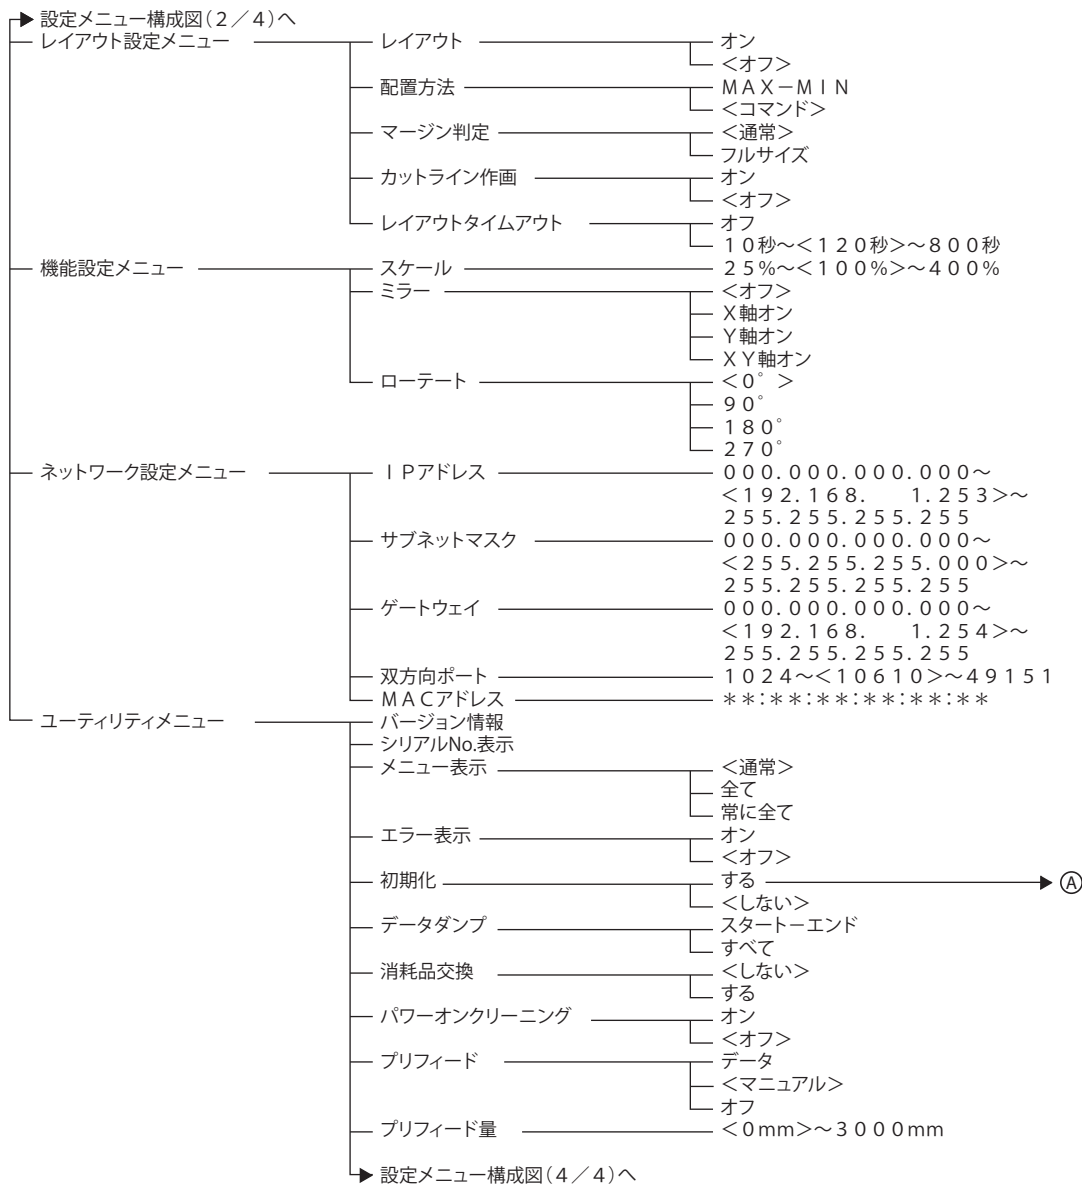 設定メニュー構成図（２／４）へ
レイアウト設定メニュー レイアウト オン
＜オフ＞
配置方法 ＭＡＸ－ＭＩＮ
＜コマンド＞
マージン判定 ＜通常＞
フルサイズ
カットライン作画 オン
＜オフ＞
レイアウトタイムアウト オフ
１０秒～＜１２０秒＞～８００秒
機能設定メニュー スケール ２５％～＜１００％＞～４００％
ミラー ＜オフ＞
Ｘ軸オン
Ｙ軸オン
ＸＹ軸オン
ローテート ＜０°＞
９０°
１８０°
２７０°
ネットワーク設定メニュー ＩＰアドレス ０００．０００．０００．０００～
＜１９２．１６８．　１．２５３＞～
２５５．２５５．２５５．２５５
サブネットマスク ０００．０００．０００．０００～
＜２５５．２５５．２５５．０００＞～
２５５．２５５．２５５．２５５
ゲートウェイ ０００．０００．０００．０００～
＜１９２．１６８．　１．２５４＞～
２５５．２５５．２５５．２５５
双方向ポート １０２４～＜１０６１０＞～４９１５１
ＭＡＣアドレス ＊＊：＊＊：＊＊：＊＊：＊＊：＊＊
ユーティリティメニュー バージョン情報
シリアルNo.表示
メニュー表示 ＜通常＞
全て
常に全て
エラー表示 オン
＜オフ＞
初期化 する Ⓐ
＜しない＞
データダンプ スタート－エンド
すべて
消耗品交換 ＜しない＞
する
パワーオンクリーニング オン
＜オフ＞
プリフィード データ
＜マニュアル＞
オフ
プリフィード量 ＜０mm＞～３０００mm
設定メニュー構成図（４／４）へ